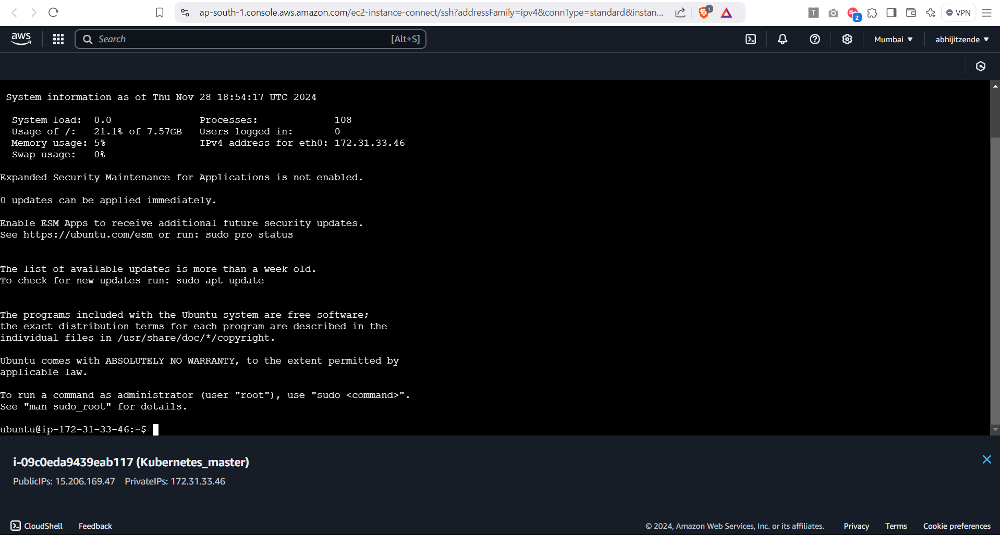 ap-south-1.console.aws.amazon.com/ec2-instance-connect/ssh?addressFamily=ipv4&connType=standard&instan...
1
T
2
VPN
aws
Search
[Alt+S]
Mumbai
abhijitzende
System information as of Thu Nov 28 18:54:17 UTC 2024
System load: 0.0 Processes: 108
Usage of /: 21.1% of 7.57GB Users logged in: 0
Memory usage: 5% IPv4 address for eth0: 172.31.33.46
Swap usage: 0%
Expanded Security Maintenance for Applications is not enabled.
0 updates can be applied immediately.
Enable ESM Apps to receive additional future security updates.
See https://ubuntu.com/esm or run: sudo pro status
The list of available updates is more than a week old.
To check for new updates run: sudo apt update
The programs included with the Ubuntu system are free software;
the exact distribution terms for each program are described in the
individual files in /usr/share/doc/*/copyright.
Ubuntu comes with ABSOLUTELY NO WARRANTY, to the extent permitted by
applicable law.
To run a command as administrator (user "root"), use "sudo <command>".
See "man sudo_root" for details.
ubuntu@ip-172-31-33-46:~$
i-09c0eda9439eab117 (Kubernetes_master)
PublicIPs: 15.206.169.47 PrivateIPs: 172.31.33.46
CloudShell Feedback © 2024, Amazon Web Services, Inc. or its affiliates. Privacy Terms Cookie preferences